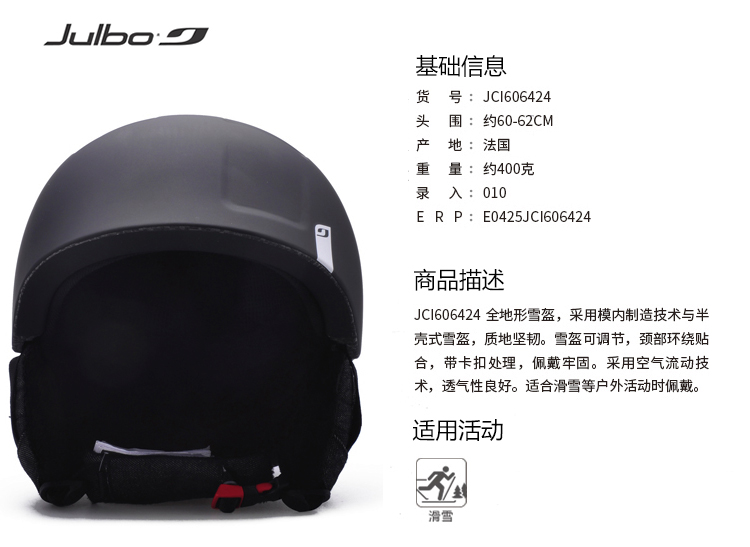 Julbo
基础信息
货 号：JCI606424
头 围：约60-62CM
产 地：法国
重 量：约400克
录 入：010
E R P：E0425JCI606424
商品描述
JCI606424 全地形雪盔，采用模内制造技术与半
壳式雪盔，质地坚韧。雪盔可调节，颈部环绕贴
合，带卡扣处理，佩戴牢固。采用空气流动技
术，透气性良好。适合滑雪等户外活动时佩戴。
适用活动
滑雪